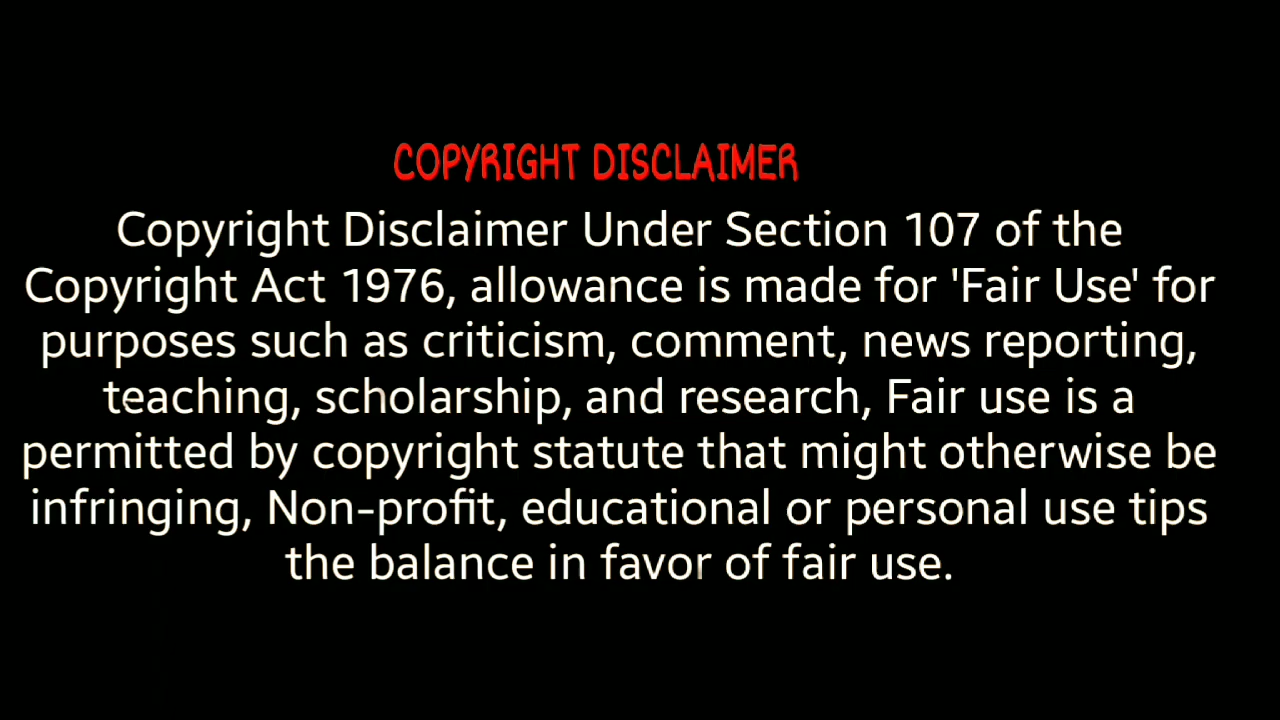 COPYRIGHT DISCLAIMER
Copyright Disclaimer Under Section 107 of the
Copyright Act 1976, allowance is made for 'Fair Use' for
purposes such as criticism, comment, news reporting,
teaching, scholarship, and research, Fair use is a
permitted by copyright statute that might otherwise be
infringing, Non-profit, educational or personal use tips
the balance in favor of fair use.